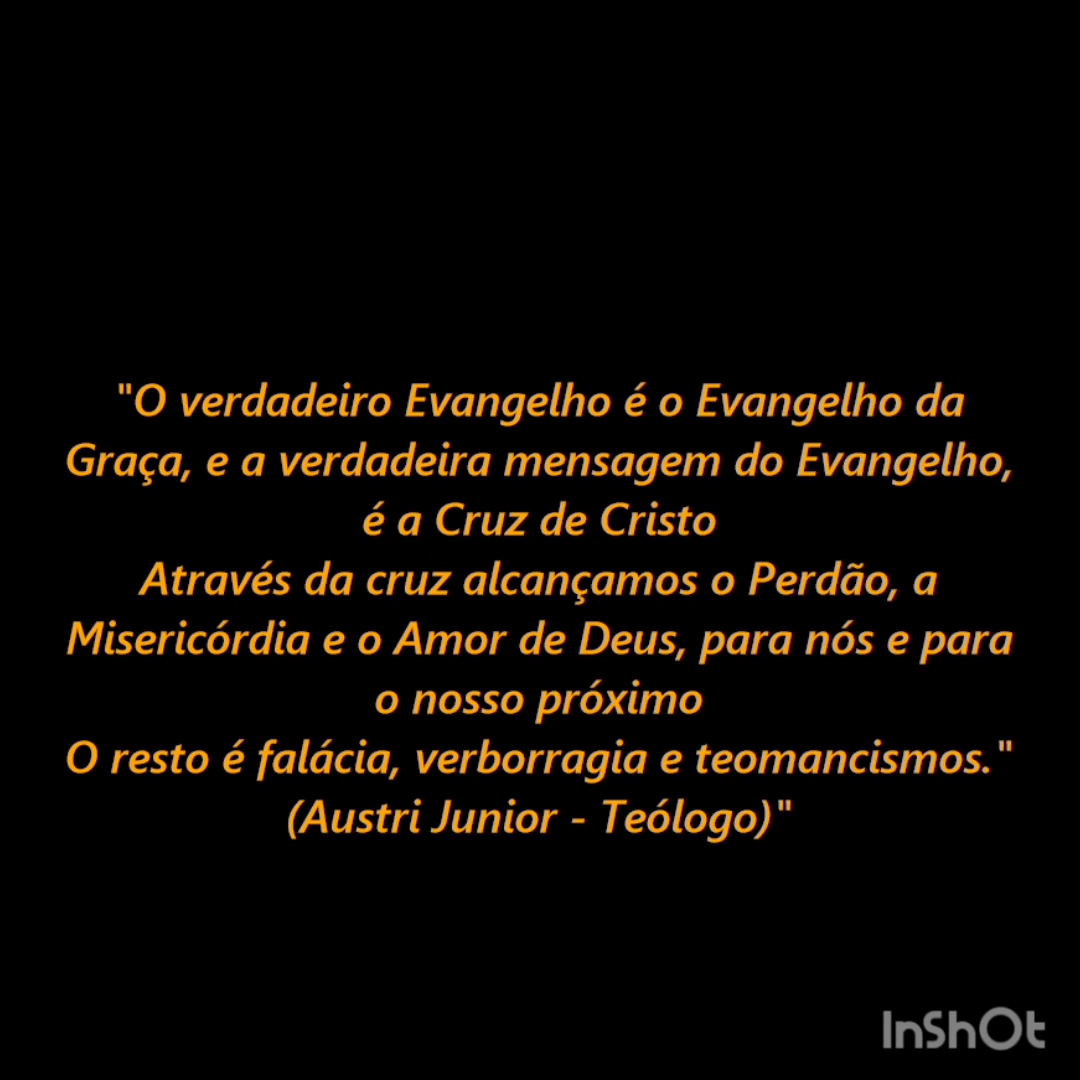 "O verdadeiro Evangelho é o Evangelho da
Graça, e a verdadeira mensagem do Evangelho,
é a Cruz de Cristo
Através da cruz alcançamos o Perdão, a
Misericórdia e o Amor de Deus, para nós e para
o nosso próximo
O resto é falácia, verborragia e teomancismos."
(Austri Junior - Teólogo)"
InShOt